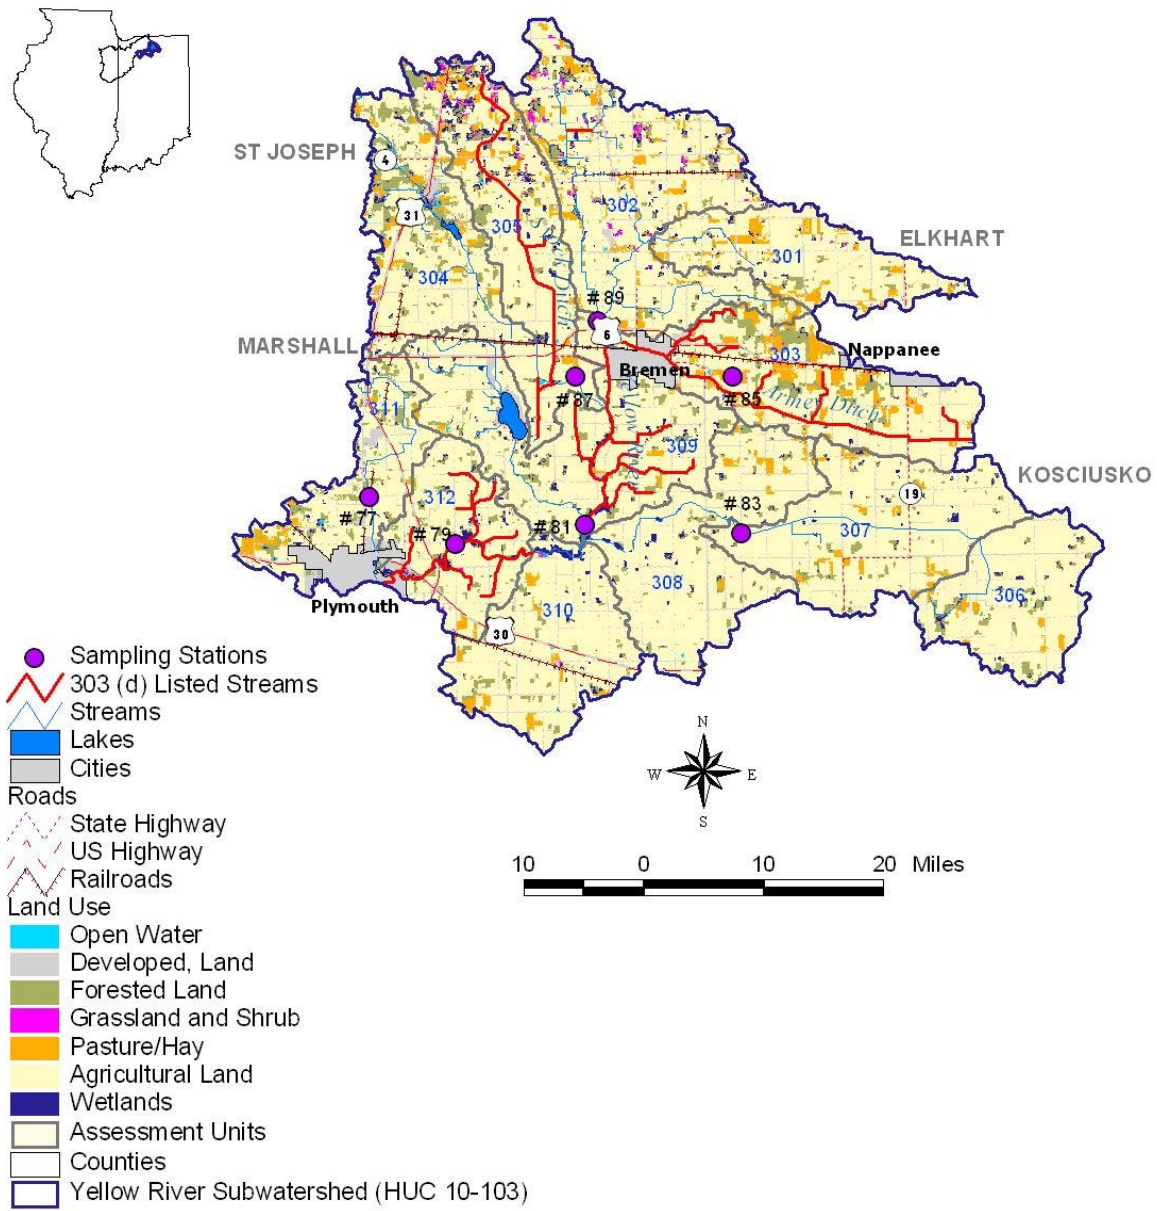 ST JOSEPH
4
31
302
305
ELKHART
301
304
#89
6
MARSHALL
303
Nappanee
Bremen
#87
#85
Armey Ditch
311
309
KOSCIUSKO
312
19
#77
#83
#79
#81
307
308
Plymouth
310
306
30
Sampling Stations
303 (d) Listed Streams
Streams
Lakes
Cities
Roads
State Highway
US Highway
Railroads
Land Use
Open Water
Developed, Land
Forested Land
Grassland and Shrub
Pasture/Hay
Agricultural Land
Wetlands
Assessment Units
Counties
Yellow River Subwatershed (HUC 10-103)
N
W
E
S
10 0 10 20 Miles